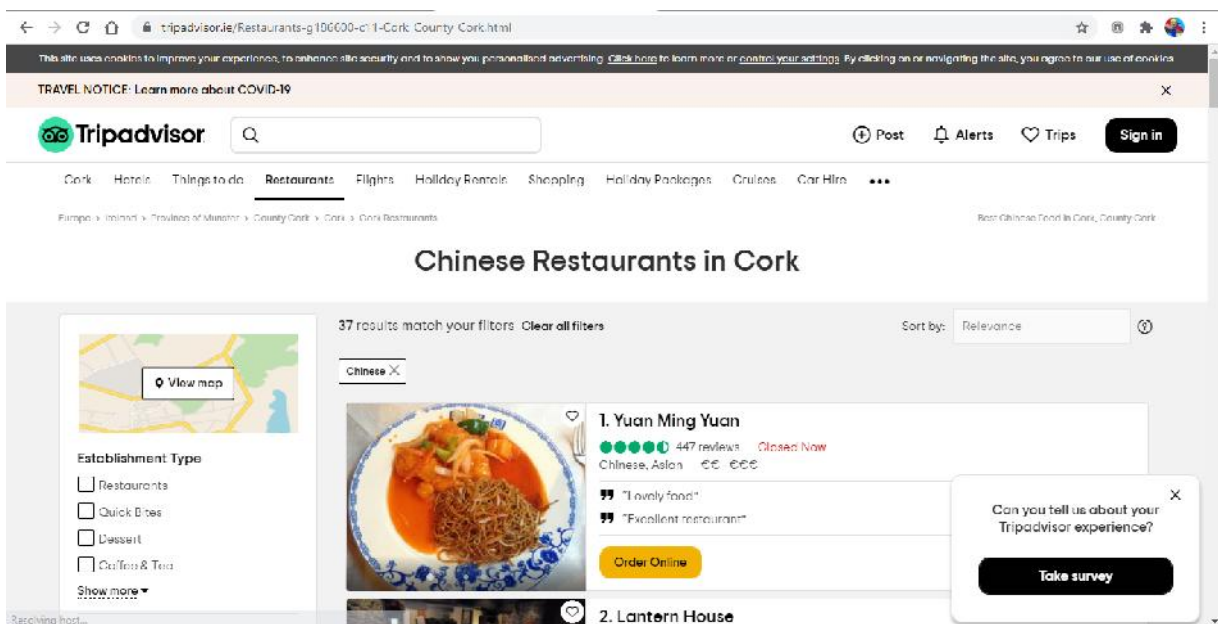 tripadvisor.ie/Restaurants-g186600-c11-Cork_County_Cork.html
This site uses cookies to improve your experience, to enhance site security and to show you personalised advertising. Click here to learn more or control your settings. By clicking on or navigating the site, you agree to our use of cookies
TRAVEL NOTICE: Learn more about COVID-19
Tripadvisor
Post Alerts Trips Sign in
Cork Hotels Things to do Restaurants Flights Holiday Rentals Shopping Holiday Packages Cruises Car Hire
Europe > Ireland > Province of Munster > County Cork > Cork > Cork Restaurants
Best Chinese Food in Cork, County Cork
Chinese Restaurants in Cork
37 results match your filters Clear all filters
Sort by: Relevance
Chinese
View map
Establishment Type
Restaurants
Quick Bites
Dessert
Coffee & Tea
Show more
1. Yuan Ming Yuan
447 reviews Closed Now
Chinese, Asian €€ - €€€
"Lovely food"
"Excellent restaurant"
Order Online
2. Lantern House
Can you tell us about your
Tripadvisor experience?
Take survey
Resolving host...